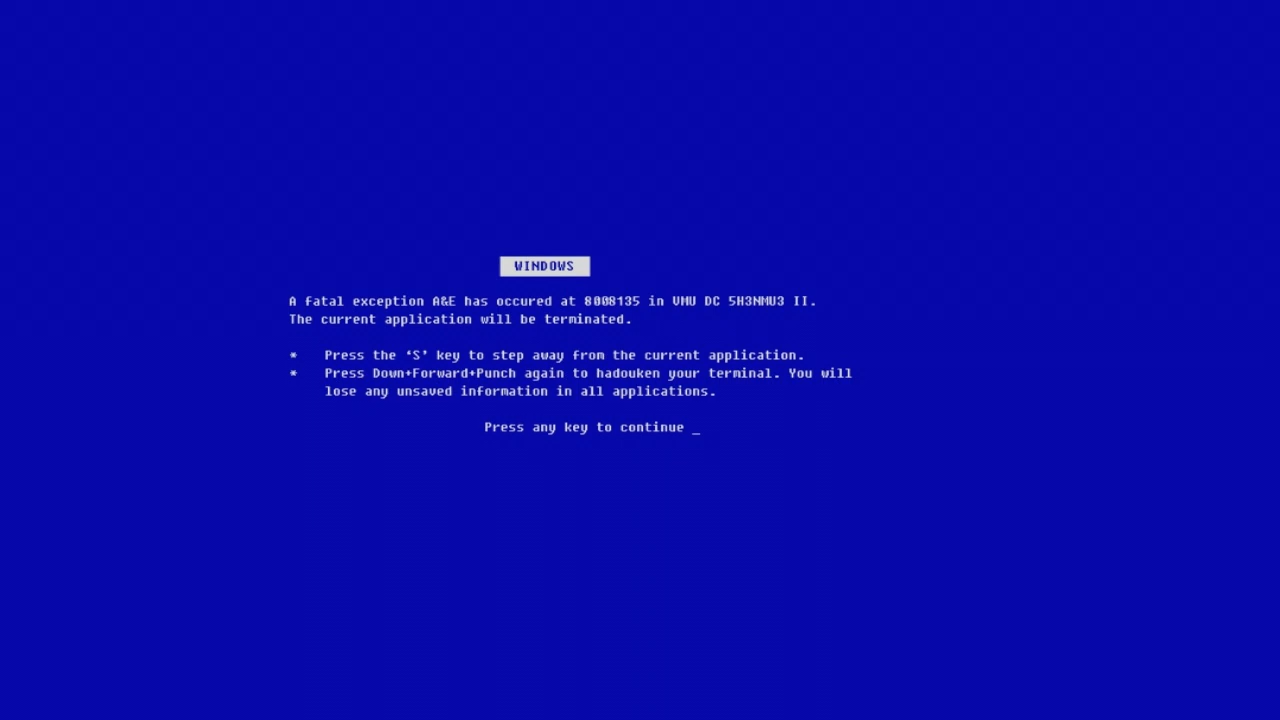 WINDOWS
A fatal exception A&E has occured at 8008135 in VMU DC 5H3NMU3 II.
The current application will be terminated.
* Press the ‘S’ key to step away from the current application.
* Press Down+Forward+Punch again to hadouken your terminal. You will
lose any unsaved information in all applications.
Press any key to continue _